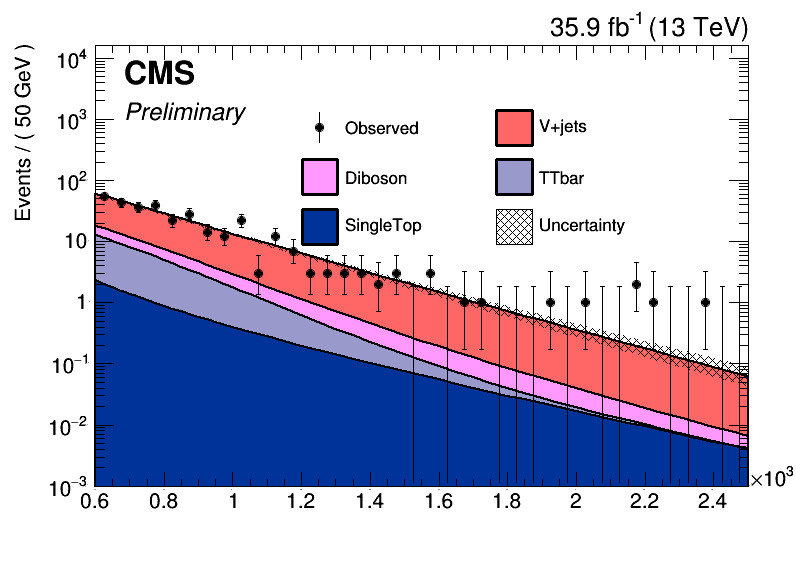 35.9 fb⁻¹ (13 TeV)
Events / ( 50 GeV )
CMS
Preliminary
Observed
V+jets
Diboson
TTbar
SingleTop
Uncertainty
10⁴
10³
10²
10
1
10⁻¹
10⁻²
10⁻³
0.6 0.8 1 1.2 1.4 1.6 1.8 2 2.2 2.4
×10³